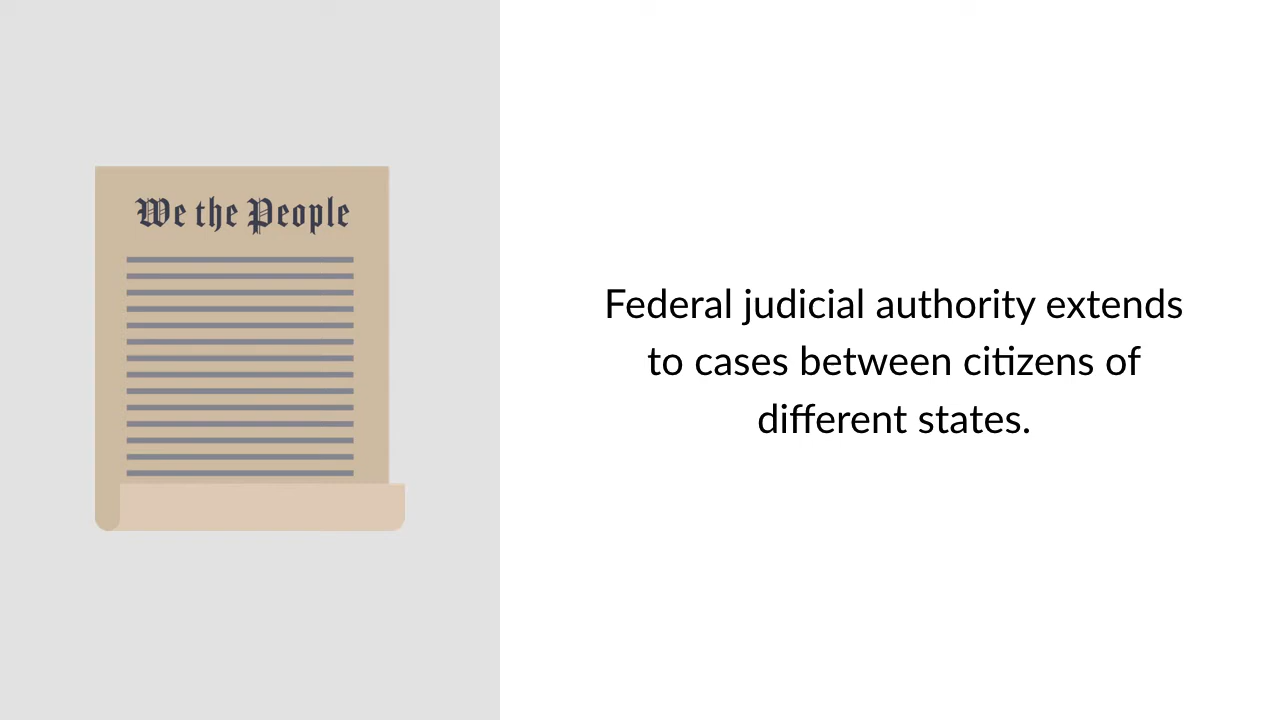 We the People
Federal judicial authority extends
to cases between citizens of
different states.